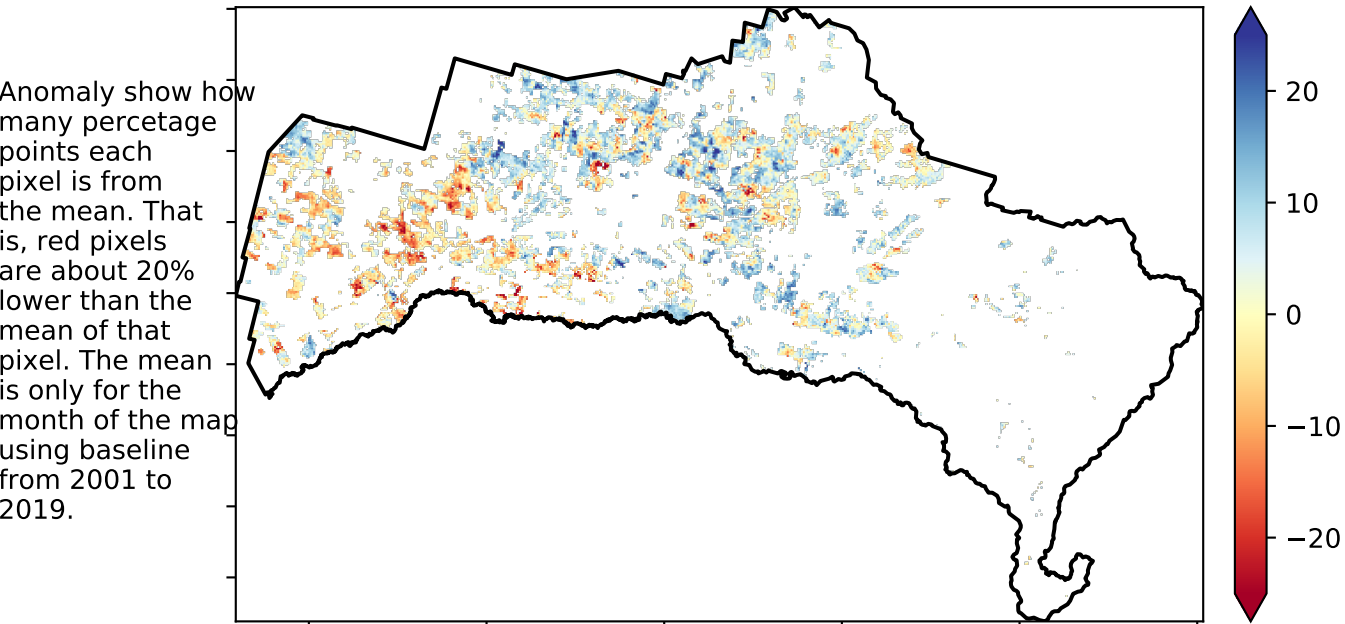 Anomaly show how
many percetage
points each
pixel is from
the mean. That
is, red pixels
are about 20%
lower than the
mean of that
pixel. The mean
is only for the
month of the map
using baseline
from 2001 to
2019.
20
10
0
−10
−20